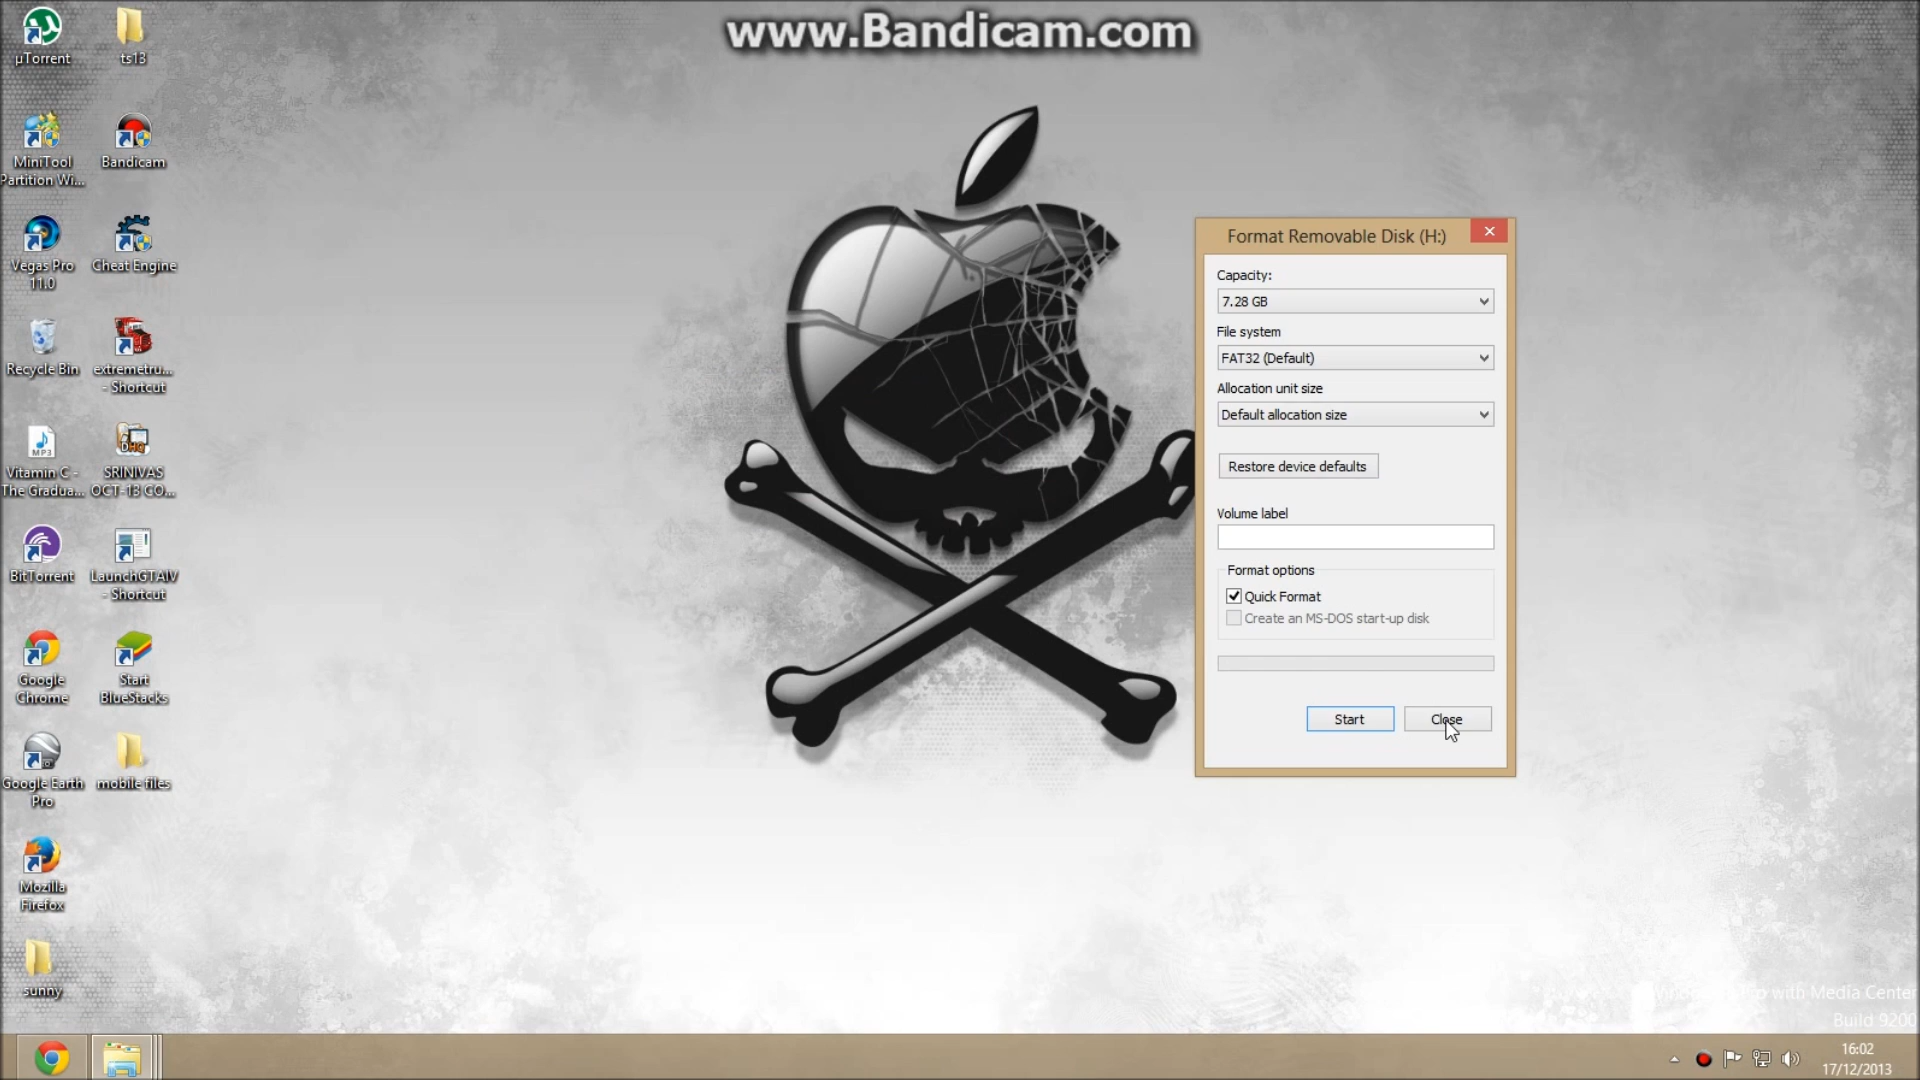 www.Bandicam.com
µTorrent
ts13
MiniTool
Partition Wi...
Bandicam
Vegas Pro
11.0
Cheat Engine
Recycle Bin
extremetru...
- Shortcut
MP3
Vitamin C -
The Gradua...
DHQ
SRINIVAS
OCT-13 CO...
BitTorrent
LaunchGTAIV
- Shortcut
Google
Chrome
Start
BlueStacks
Google Earth
Pro
mobile files
Mozilla
Firefox
sunny
Format Removable Disk (H:)
Capacity:
7.28 GB
File system
FAT32 (Default)
Allocation unit size
Default allocation size
Restore device defaults
Volume label
Format options
Quick Format
Create an MS-DOS start-up disk
Start
Close
with Media Center
Build 9200
16:02
17/12/2013